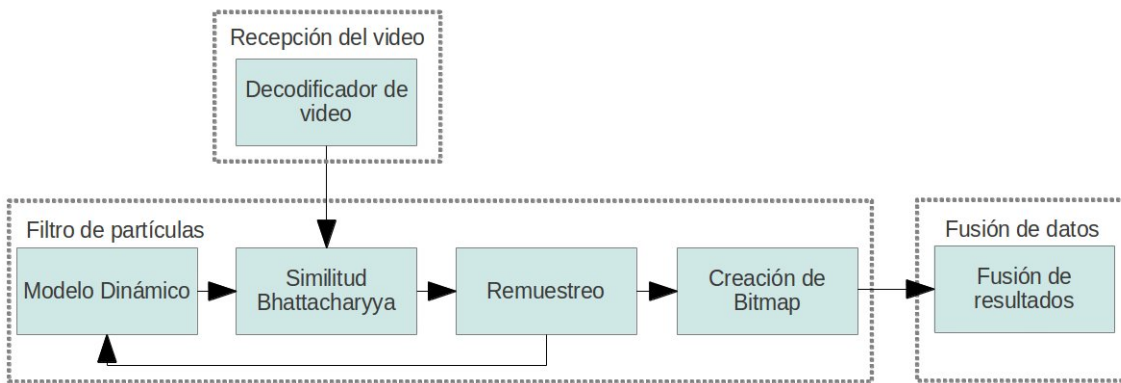 Recepción del video
Decodificador de
video
Filtro de partículas
Modelo Dinámico
Similitud
Bhattacharyya
Remuestreo
Creación de
Bitmap
Fusión de datos
Fusión de
resultados